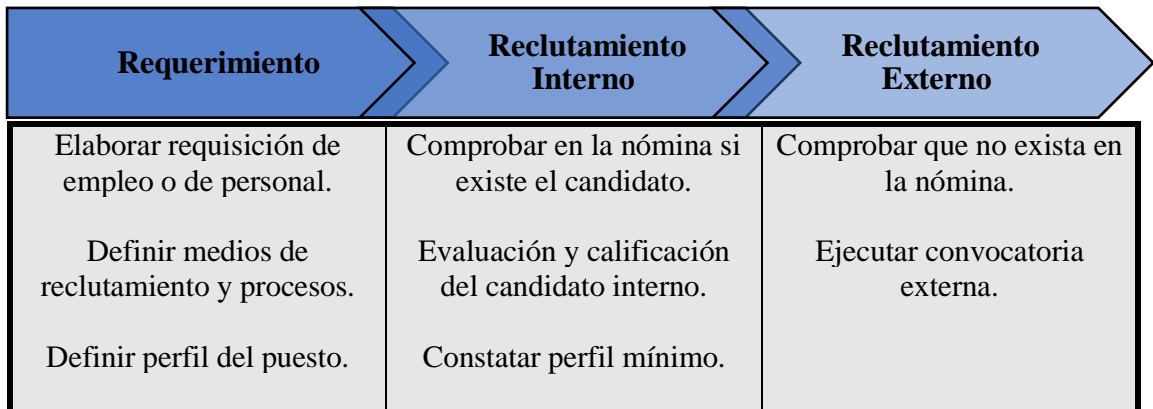 Requerimiento
Reclutamiento
Interno
Reclutamiento
Externo
Elaborar requisición de
empleo o de personal.
Definir medios de
reclutamiento y procesos.
Definir perfil del puesto.
Comprobar en la nómina si
existe el candidato.
Evaluación y calificación
del candidato interno.
Constatar perfil mínimo.
Comprobar que no exista en
la nómina.
Ejecutar convocatoria
externa.